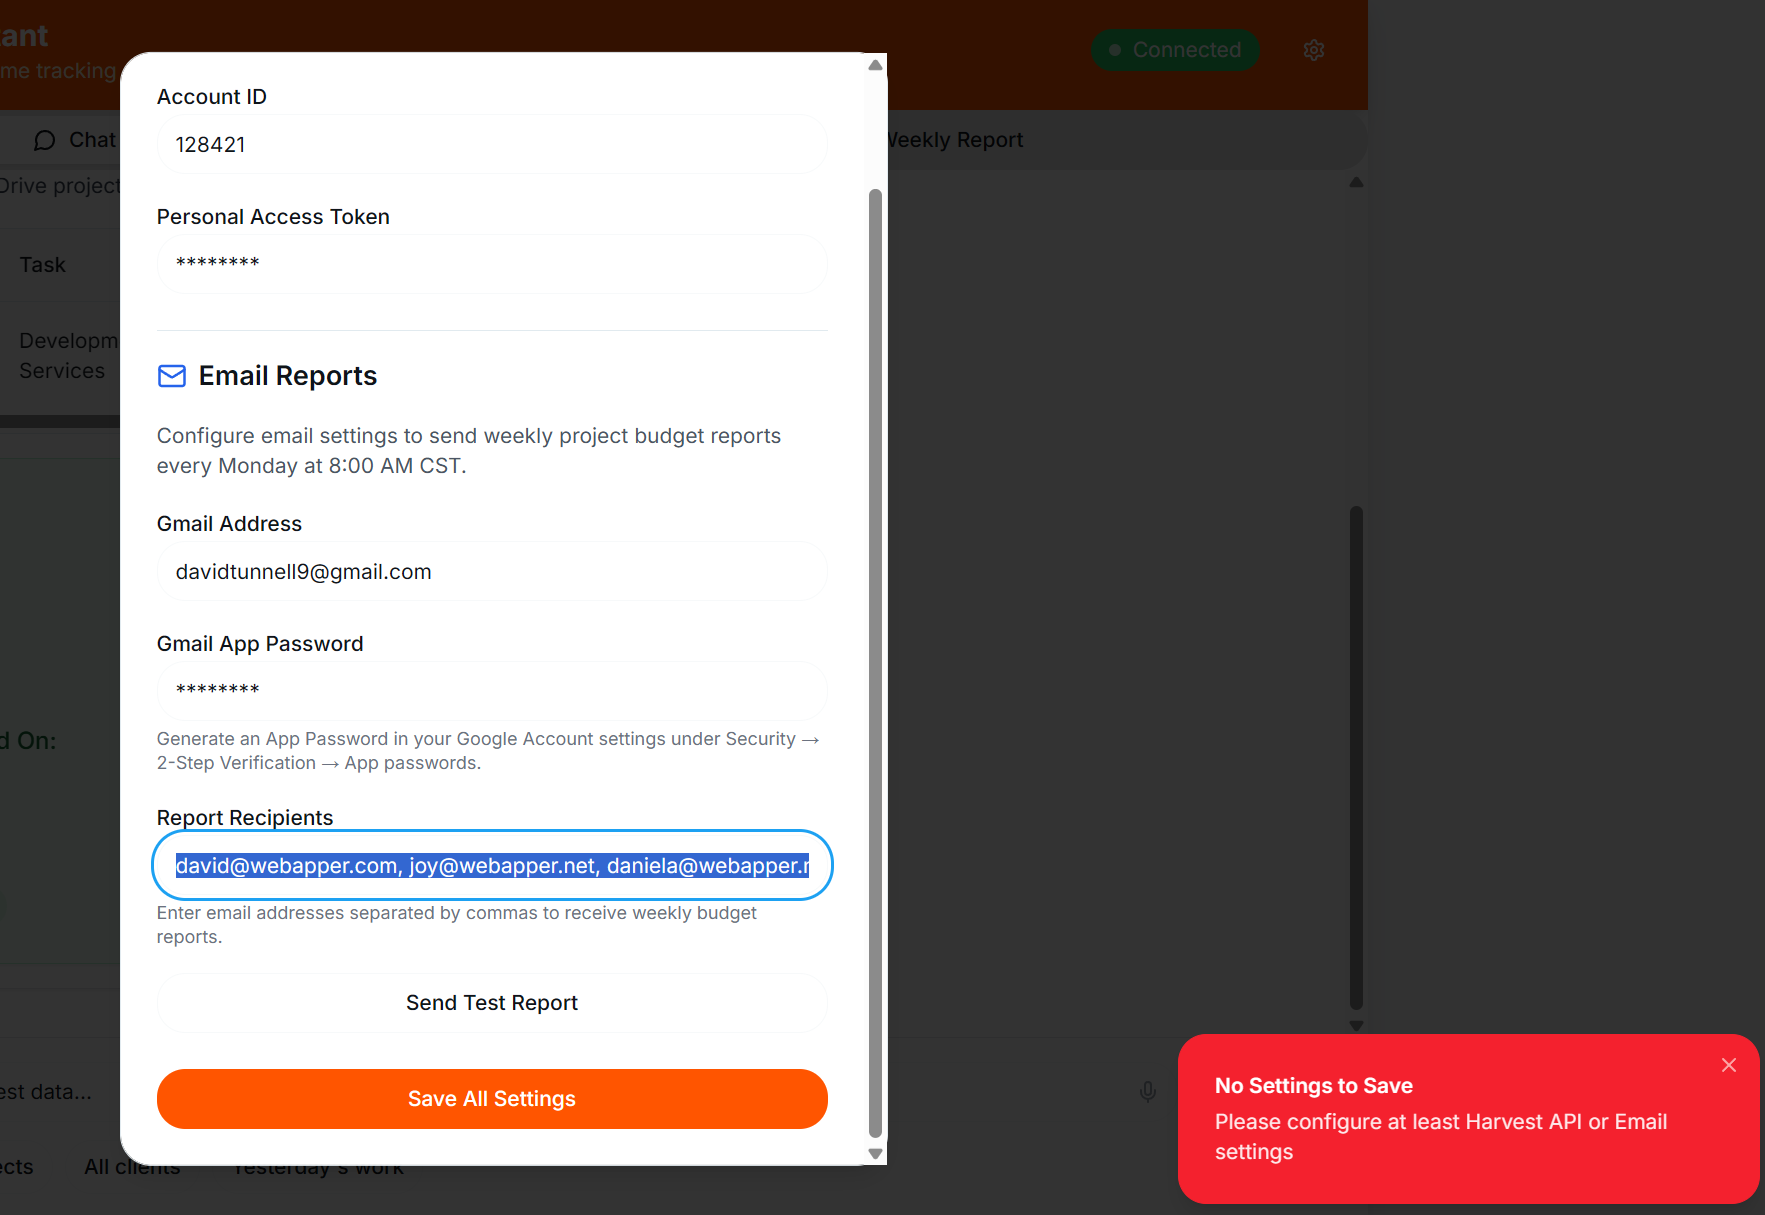 tant
me tracking
Connected
Chat
Weekly Report
Drive project
Task
Developm
Services
d On:
est data...
ects
All clients
Yesterday's work
Account ID
128421
Personal Access Token
********
Email Reports
Configure email settings to send weekly project budget reports
every Monday at 8:00 AM CST.
Gmail Address
davidtunnell9@gmail.com
Gmail App Password
********
Generate an App Password in your Google Account settings under Security →
2-Step Verification → App passwords.
Report Recipients
david@webapper.com, joy@webapper.net, daniela@webapper.r
Enter email addresses separated by commas to receive weekly budget
reports.
Send Test Report
Save All Settings
No Settings to Save
Please configure at least Harvest API or Email
settings